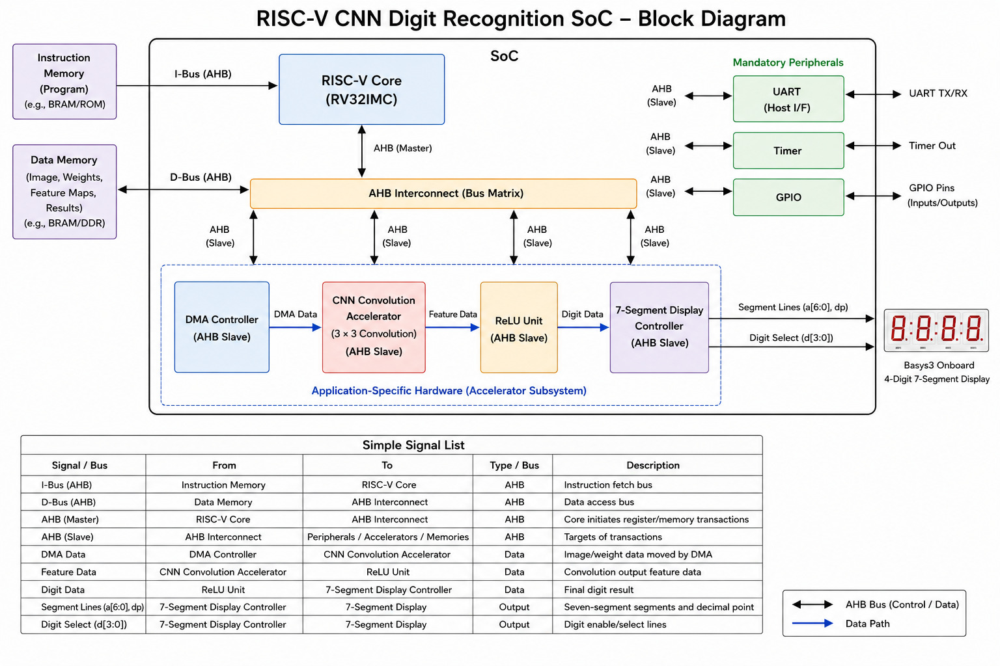 RISC-V CNN Digit Recognition SoC – Block Diagram
SoC
Instruction
Memory
(Program)
(e.g., BRAM/ROM)
I-Bus (AHB)
RISC-V Core
(RV32IMC)
AHB (Master)
Data Memory
(Image, Weights,
Feature Maps,
Results)
(e.g., BRAM/DDR)
D-Bus (AHB)
AHB Interconnect (Bus Matrix)
Mandatory Peripherals
AHB
(Slave)
UART
(Host I/F)
UART TX/RX
AHB
(Slave)
Timer
Timer Out
AHB
(Slave)
GPIO
GPIO Pins
(Inputs/Outputs)
AHB
(Slave)
AHB
(Slave)
AHB
(Slave)
AHB
(Slave)
DMA Controller
(AHB Slave)
DMA Data
CNN Convolution
Accelerator
(3 × 3 Convolution)
(AHB Slave)
Feature Data
ReLU Unit
(AHB Slave)
Digit Data
7-Segment Display
Controller
(AHB Slave)
Segment Lines (a[6:0], dp)
Digit Select (d[3:0])
8:8:8:8.
Basys3 Onboard
4-Digit 7-Segment Display
Application-Specific Hardware (Accelerator Subsystem)
Simple Signal List
Signal / Bus From To Type / Bus Description
I-Bus (AHB) Instruction Memory RISC-V Core AHB Instruction fetch bus
D-Bus (AHB) Data Memory AHB Interconnect AHB Data access bus
AHB (Master) RISC-V Core AHB Interconnect AHB Core initiates register/memory transactions
AHB (Slave) AHB Interconnect Peripherals / Accelerators / Memories AHB Targets of transactions
DMA Data DMA Controller CNN Convolution Accelerator Data Image/weight data moved by DMA
Feature Data CNN Convolution Accelerator ReLU Unit Data Convolution output feature data
Digit Data ReLU Unit 7-Segment Display Controller Data Final digit result
Segment Lines (a[6:0], dp) 7-Segment Display Controller 7-Segment Display Output Seven-segment segments and decimal point
Digit Select (d[3:0]) 7-Segment Display Controller 7-Segment Display Output Digit enable/select lines
AHB Bus (Control / Data)
Data Path